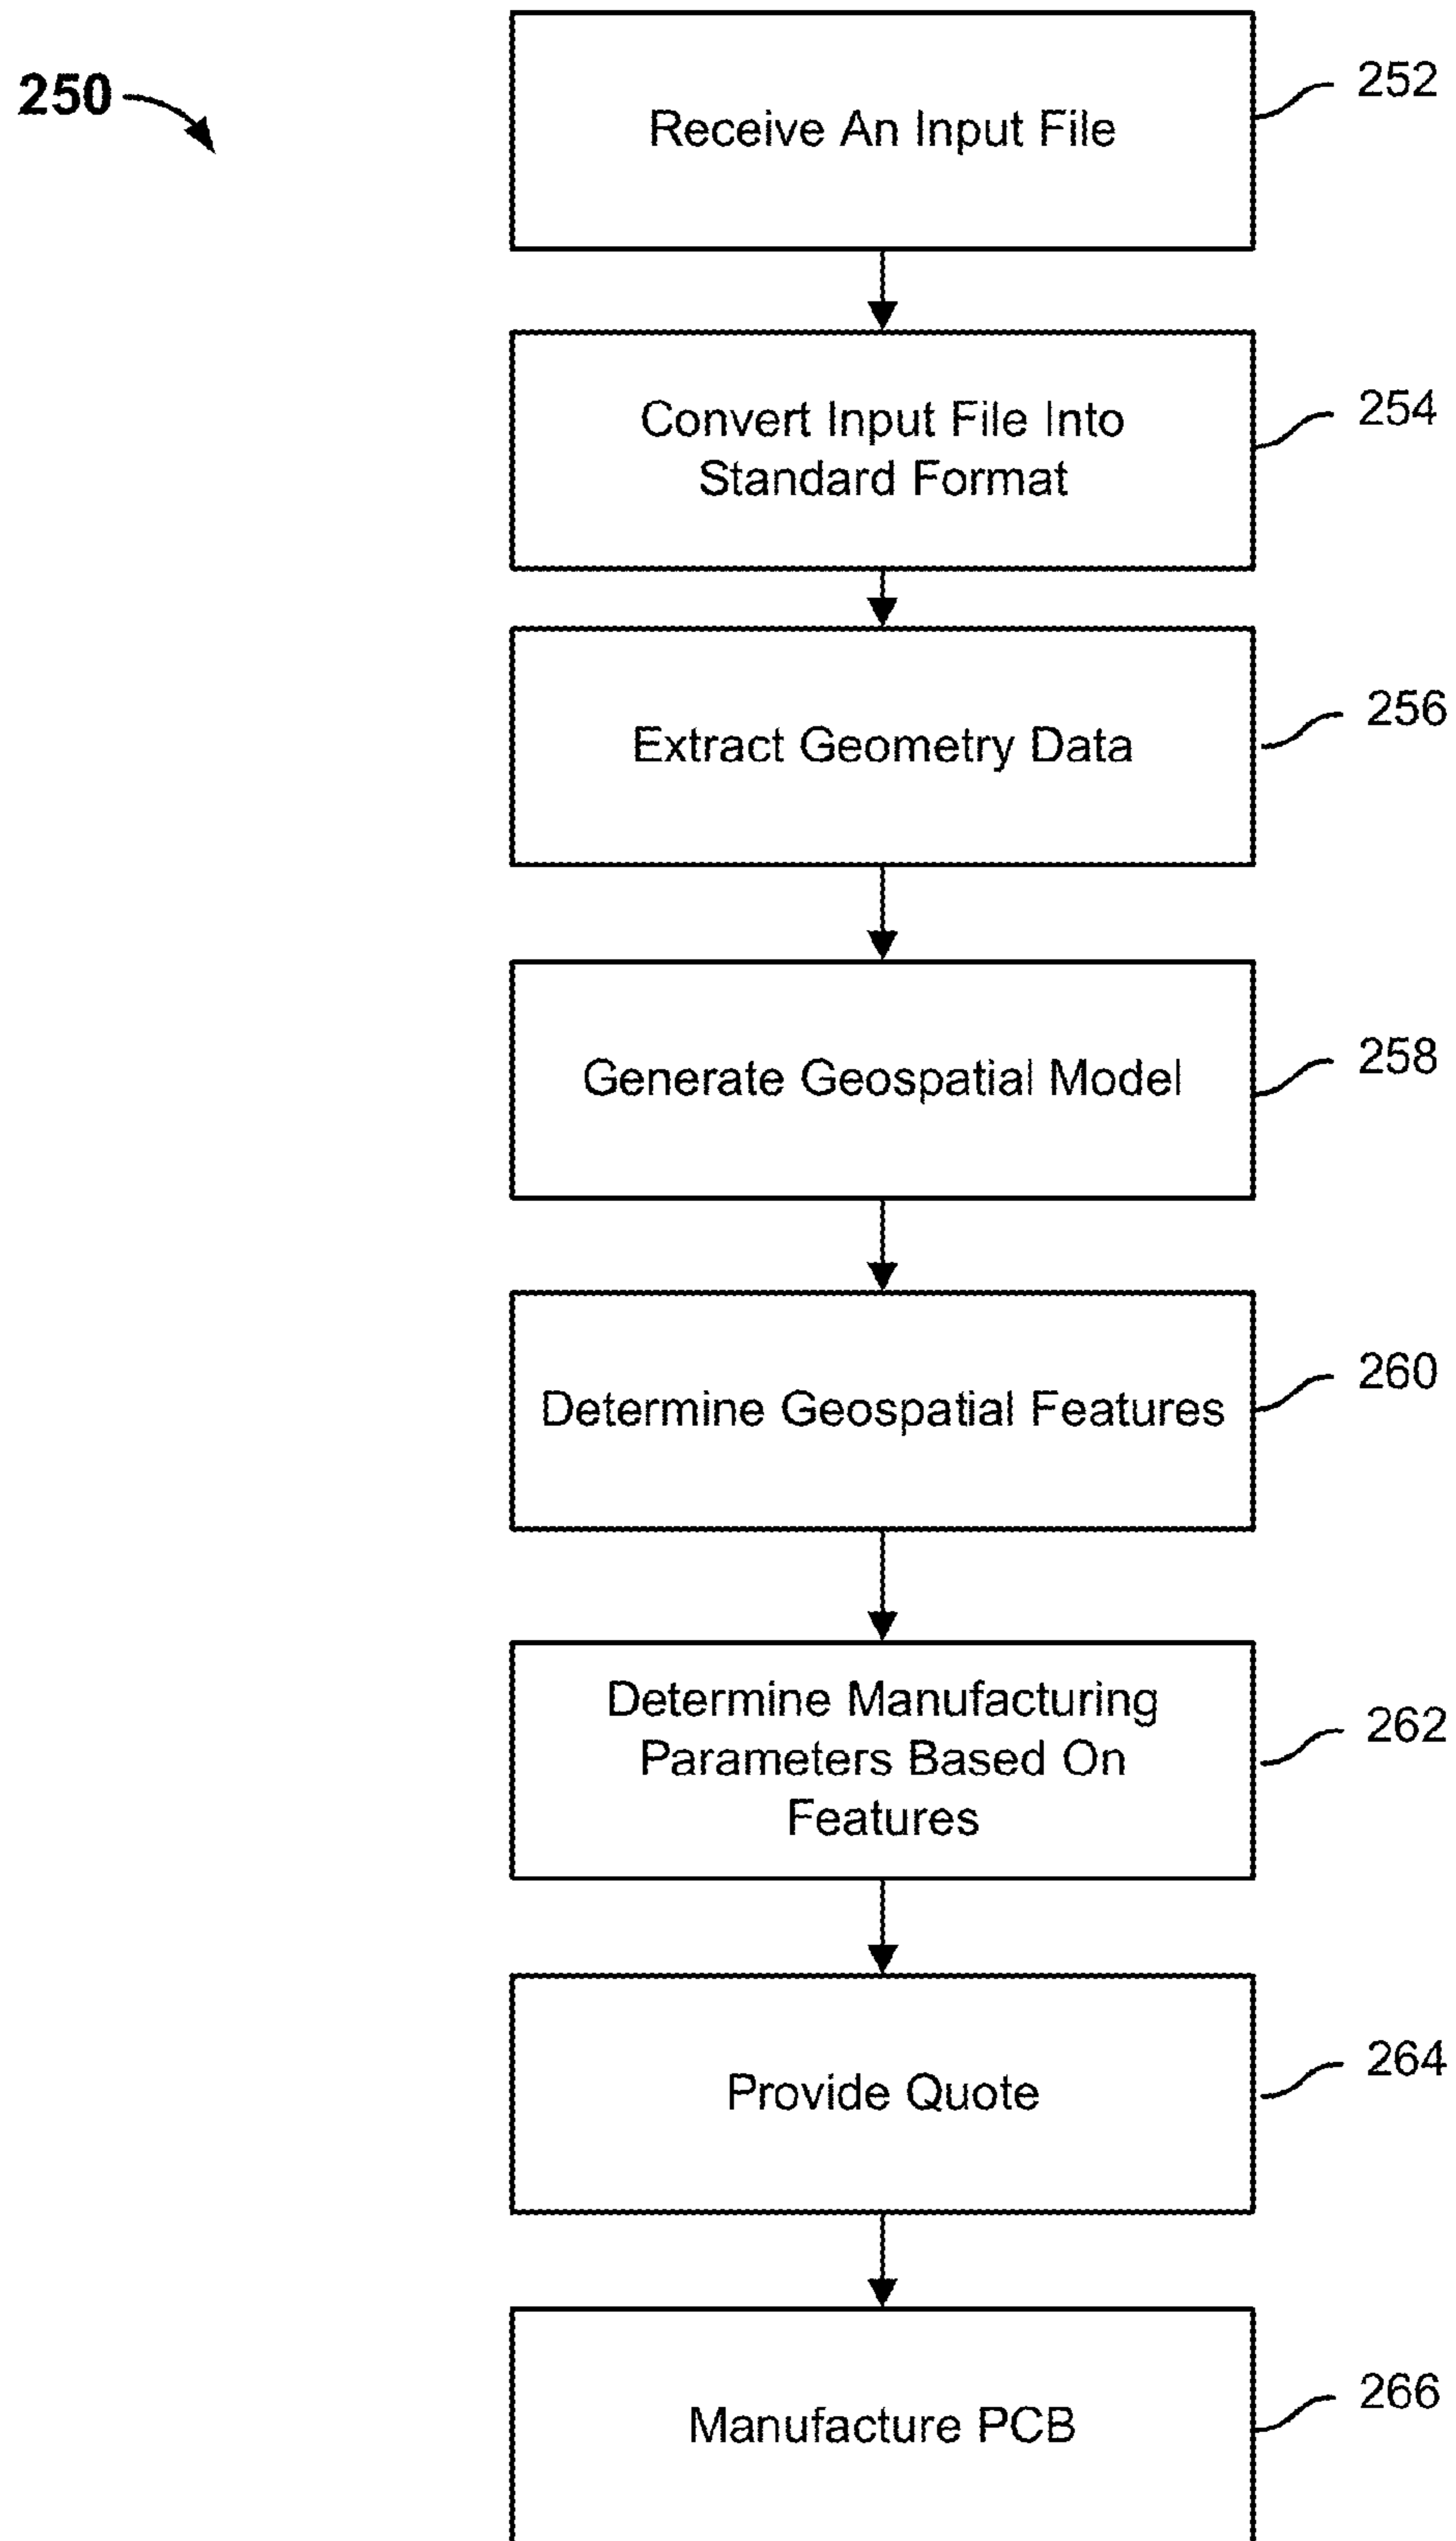 250
Receive An Input File
252
Convert Input File Into
Standard Format
254
Extract Geometry Data
256
Generate Geospatial Model
258
Determine Geospatial Features
260
Determine Manufacturing
Parameters Based On
Features
262
Provide Quote
264
Manufacture PCB
266